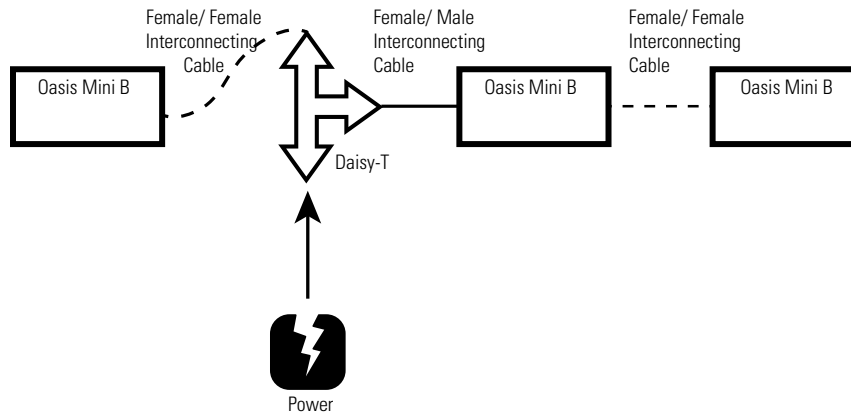 Female/ Female
Interconnecting
Cable
Female/ Male
Interconnecting
Cable
Female/ Female
Interconnecting
Cable
Oasis Mini B
Oasis Mini B
Oasis Mini B
Daisy-T
Power